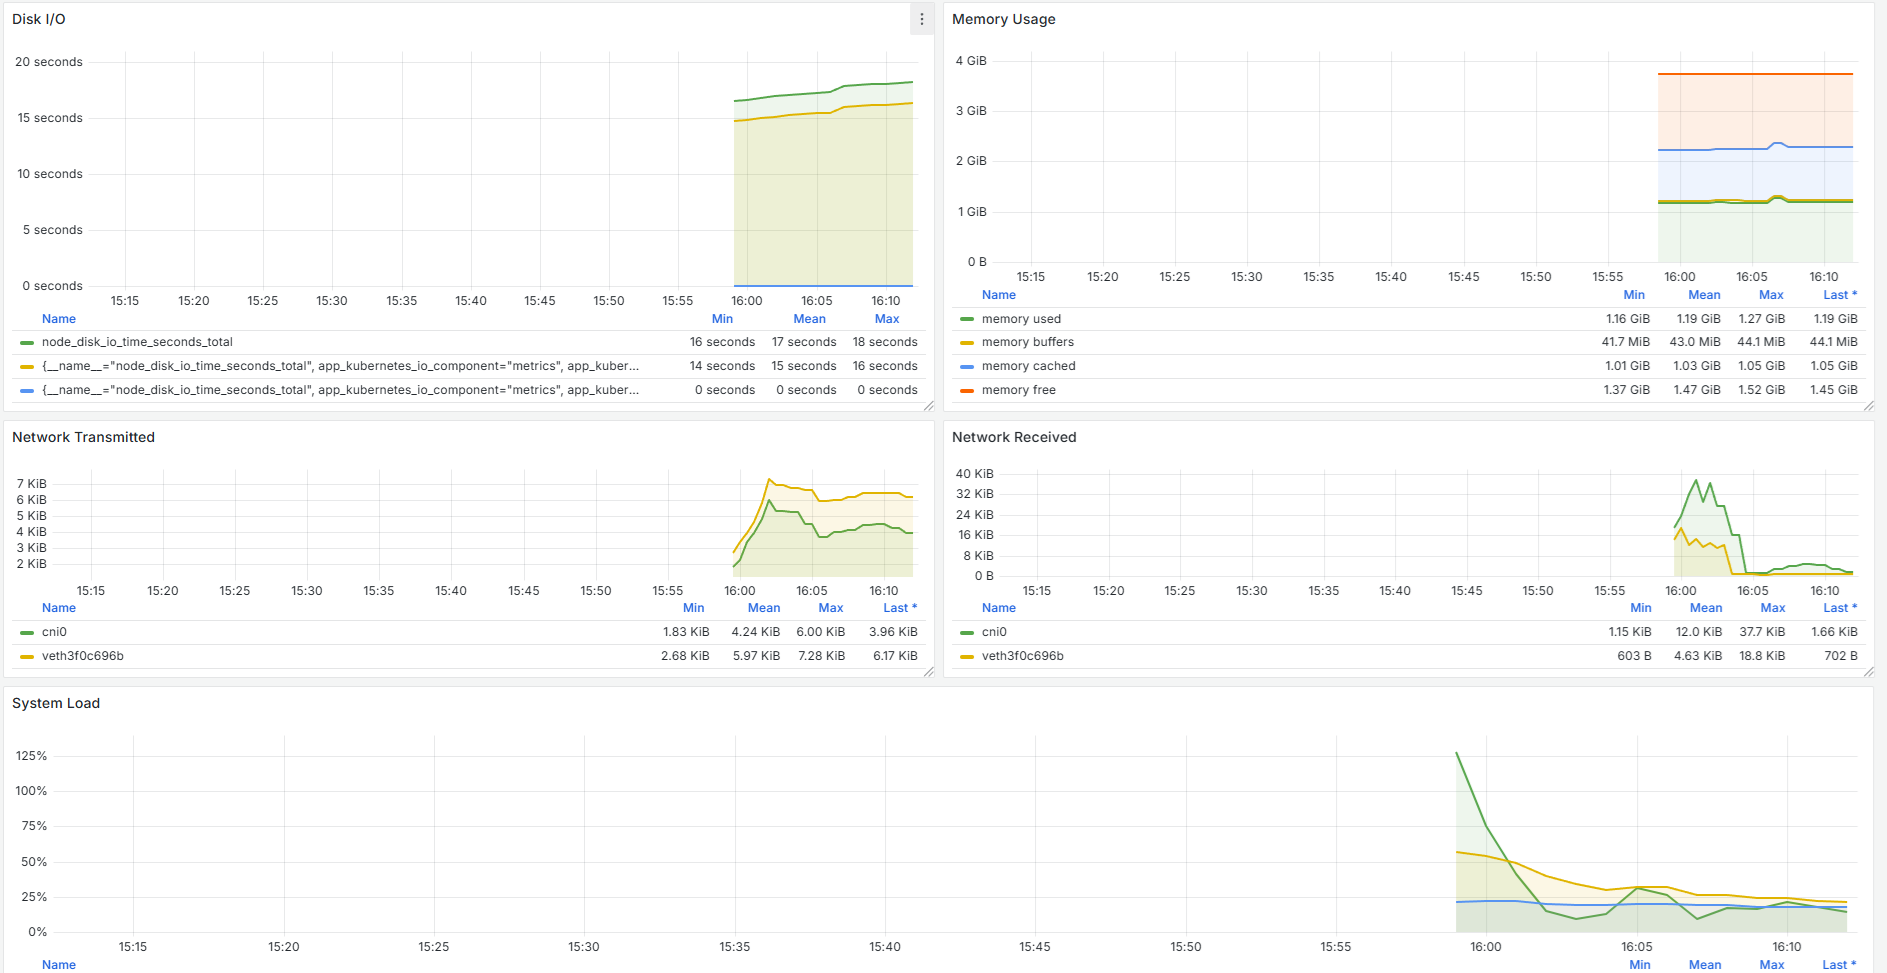 Disk I/O
20 seconds
15 seconds
10 seconds
5 seconds
0 seconds
15:15 15:20 15:25 15:30 15:35 15:40 15:45 15:50 15:55 16:00 16:05 16:10
Name Min Mean Max
node_disk_io_time_seconds_total 16 seconds 17 seconds 18 seconds
{__name__="node_disk_io_time_seconds_total", app_kubernetes_io_component="metrics", app_kuber... 14 seconds 15 seconds 16 seconds
{__name__="node_disk_io_time_seconds_total", app_kubernetes_io_component="metrics", app_kuber... 0 seconds 0 seconds 0 seconds
Memory Usage
4 GiB
3 GiB
2 GiB
1 GiB
0 B
15:15 15:20 15:25 15:30 15:35 15:40 15:45 15:50 15:55 16:00 16:05 16:10
Name Min Mean Max Last *
memory used 1.16 GiB 1.19 GiB 1.27 GiB 1.19 GiB
memory buffers 41.7 MiB 43.0 MiB 44.1 MiB 44.1 MiB
memory cached 1.01 GiB 1.03 GiB 1.05 GiB 1.05 GiB
memory free 1.37 GiB 1.47 GiB 1.52 GiB 1.45 GiB
Network Transmitted
7 KiB
6 KiB
5 KiB
4 KiB
3 KiB
2 KiB
15:15 15:20 15:25 15:30 15:35 15:40 15:45 15:50 15:55 16:00 16:05 16:10
Name Min Mean Max Last *
cni0 1.83 KiB 4.24 KiB 6.00 KiB 3.96 KiB
veth3f0c696b 2.68 KiB 5.97 KiB 7.28 KiB 6.17 KiB
Network Received
40 KiB
32 KiB
24 KiB
16 KiB
8 KiB
0 B
15:15 15:20 15:25 15:30 15:35 15:40 15:45 15:50 15:55 16:00 16:05 16:10
Name Min Mean Max Last *
cni0 1.15 KiB 12.0 KiB 37.7 KiB 1.66 KiB
veth3f0c696b 603 B 4.63 KiB 18.8 KiB 702 B
System Load
125%
100%
75%
50%
25%
0%
15:15 15:20 15:25 15:30 15:35 15:40 15:45 15:50 15:55 16:00 16:05 16:10
Name Min Mean Max Last *